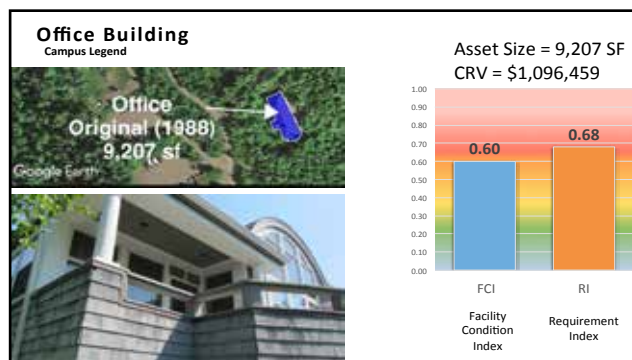 Office Building
Campus Legend
Office
Original (1988)
9,207 sf
Google Earth
Asset Size = 9,207 SF
CRV = $1,096,459
1.00
0.90
0.80
0.70
0.60
0.50
0.40
0.30
0.20
0.10
0.00
0.60
0.68
FCI
RI
Facility
Condition
Index
Requirement
Index